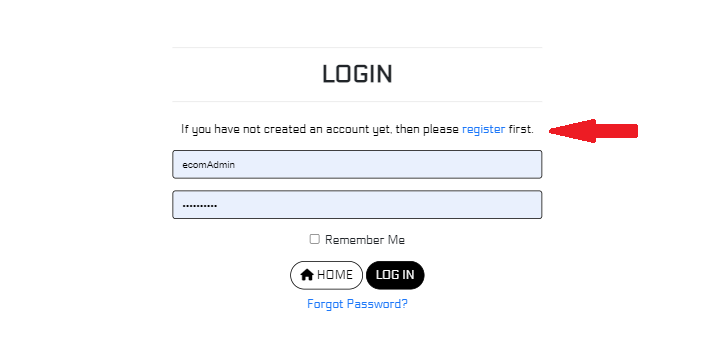 LOGIN
If you have not created an account yet, then please register first.
ecomAdmin
••••••••••
Remember Me
HOME LOG IN
Forgot Password?